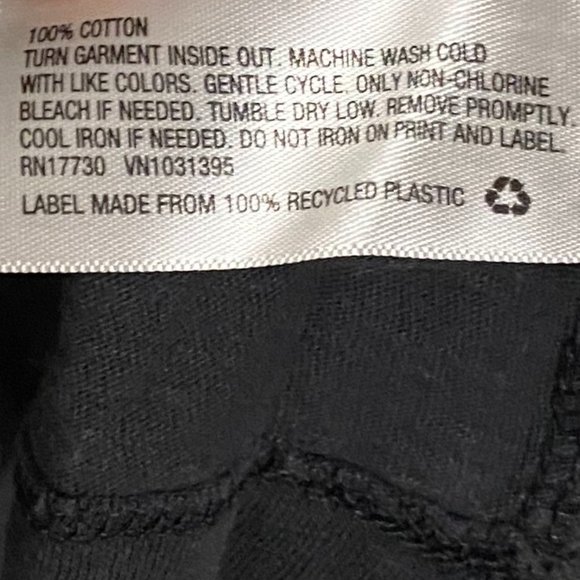 100% COTTON
TURN GARMENT INSIDE OUT. MACHINE WASH COLD
WITH LIKE COLORS. GENTLE CYCLE. ONLY NON-CHLORINE
BLEACH IF NEEDED. TUMBLE DRY LOW. REMOVE PROMPTLY.
COOL IRON IF NEEDED. DO NOT IRON ON PRINT AND LABEL.
RN17730 VN1031395
LABEL MADE FROM 100% RECYCLED PLASTIC